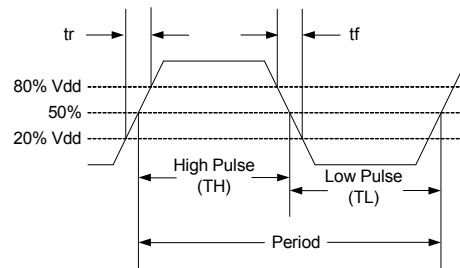 tr
tf
80% Vdd
50%
20% Vdd
High Pulse
(TH)
Low Pulse
(TL)
Period